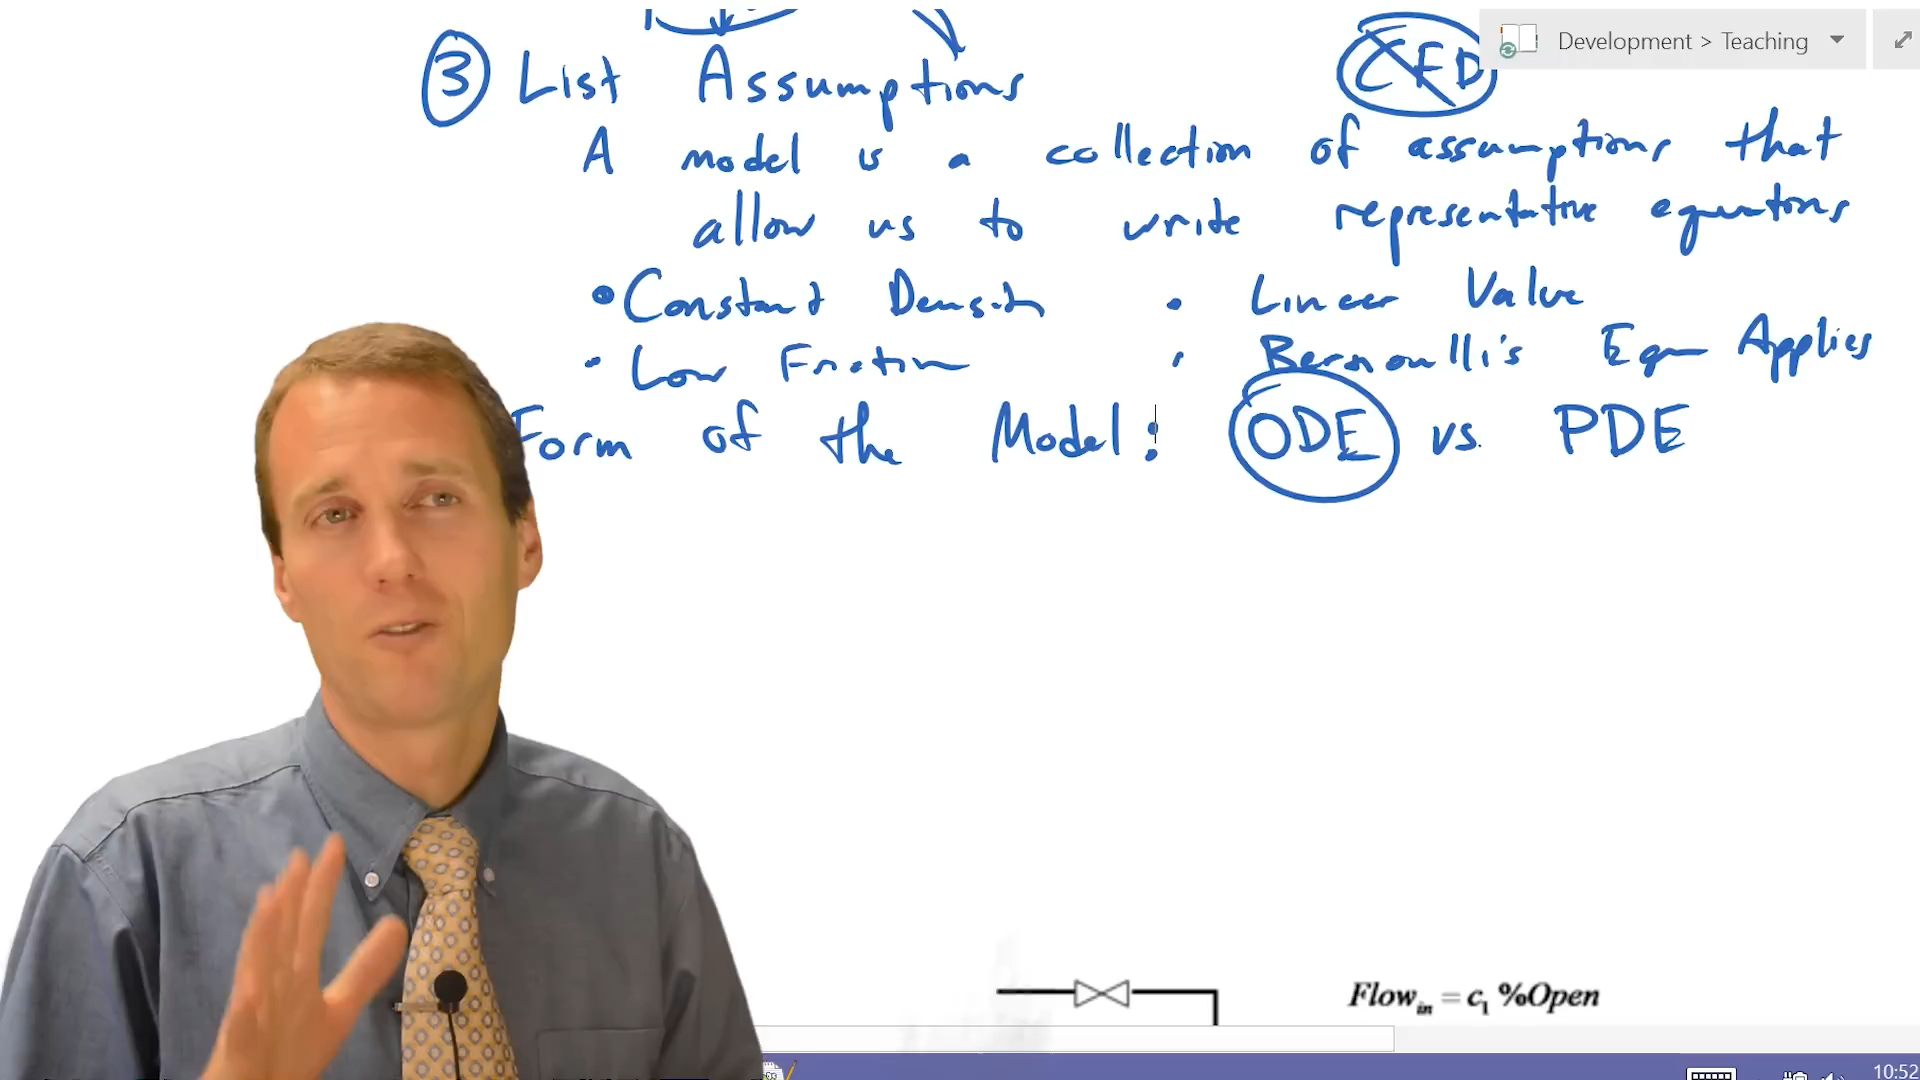 Development > Teaching
③ List Assumptions CFD
A model is a collection of assumptions that
allow us to write representative equations
• Constant Density • Linear Valve
• Low Friction • Bernoulli's Eqn Applies
Form of the Model: ODE vs. PDE
Flow_in = c_1 %Open
10:52